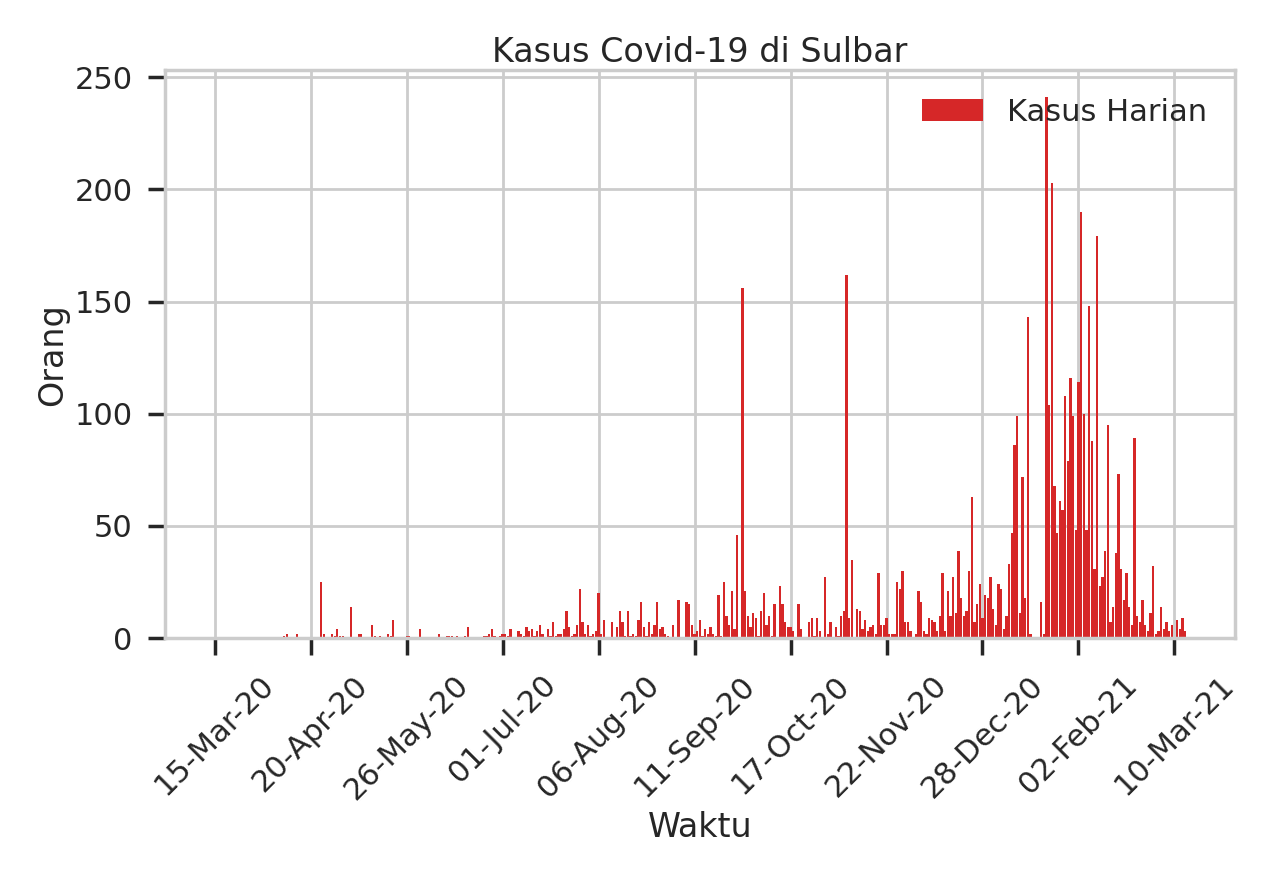 Kasus Covid-19 di Sulbar
Kasus Harian
Orang
250
200
150
100
50
0
15-Mar-20
20-Apr-20
26-May-20
01-Jul-20
06-Aug-20
11-Sep-20
17-Oct-20
22-Nov-20
28-Dec-20
02-Feb-21
10-Mar-21
Waktu